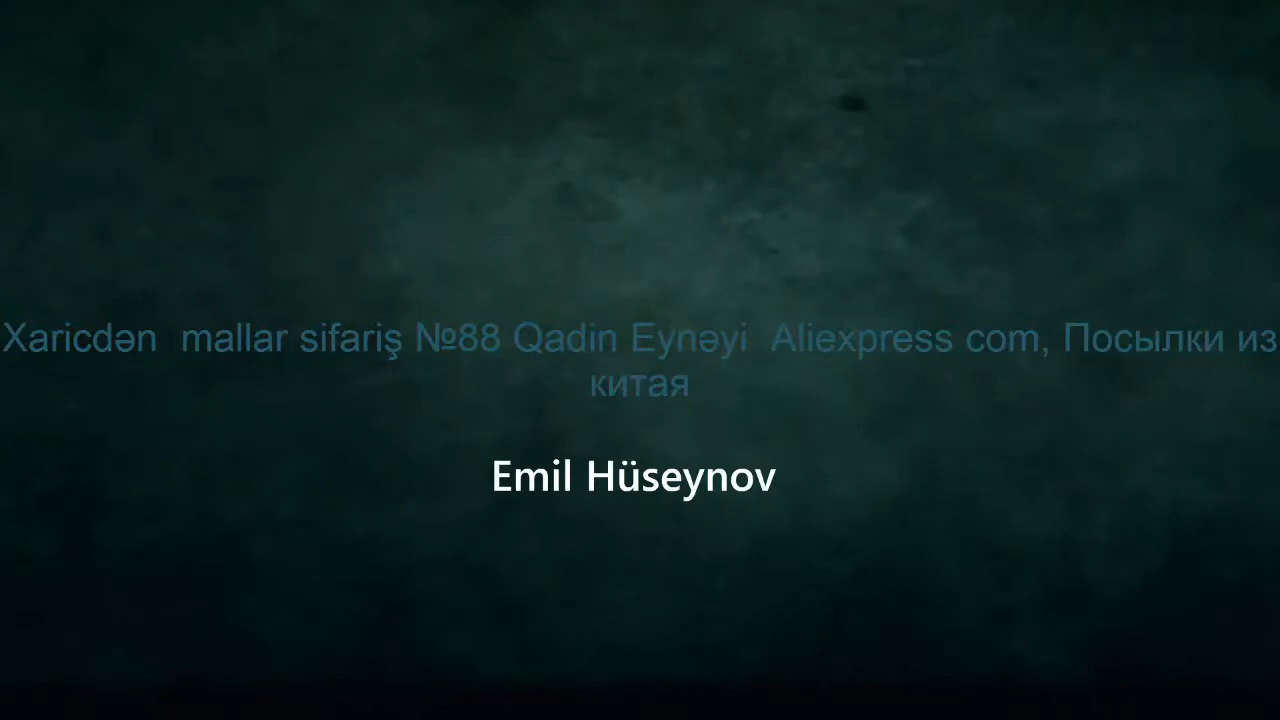 Xaricdən  mallar sifariş №88 Qadin Eynəyi  Aliexpress com, Посылки из
китая
Emil Hüseynov